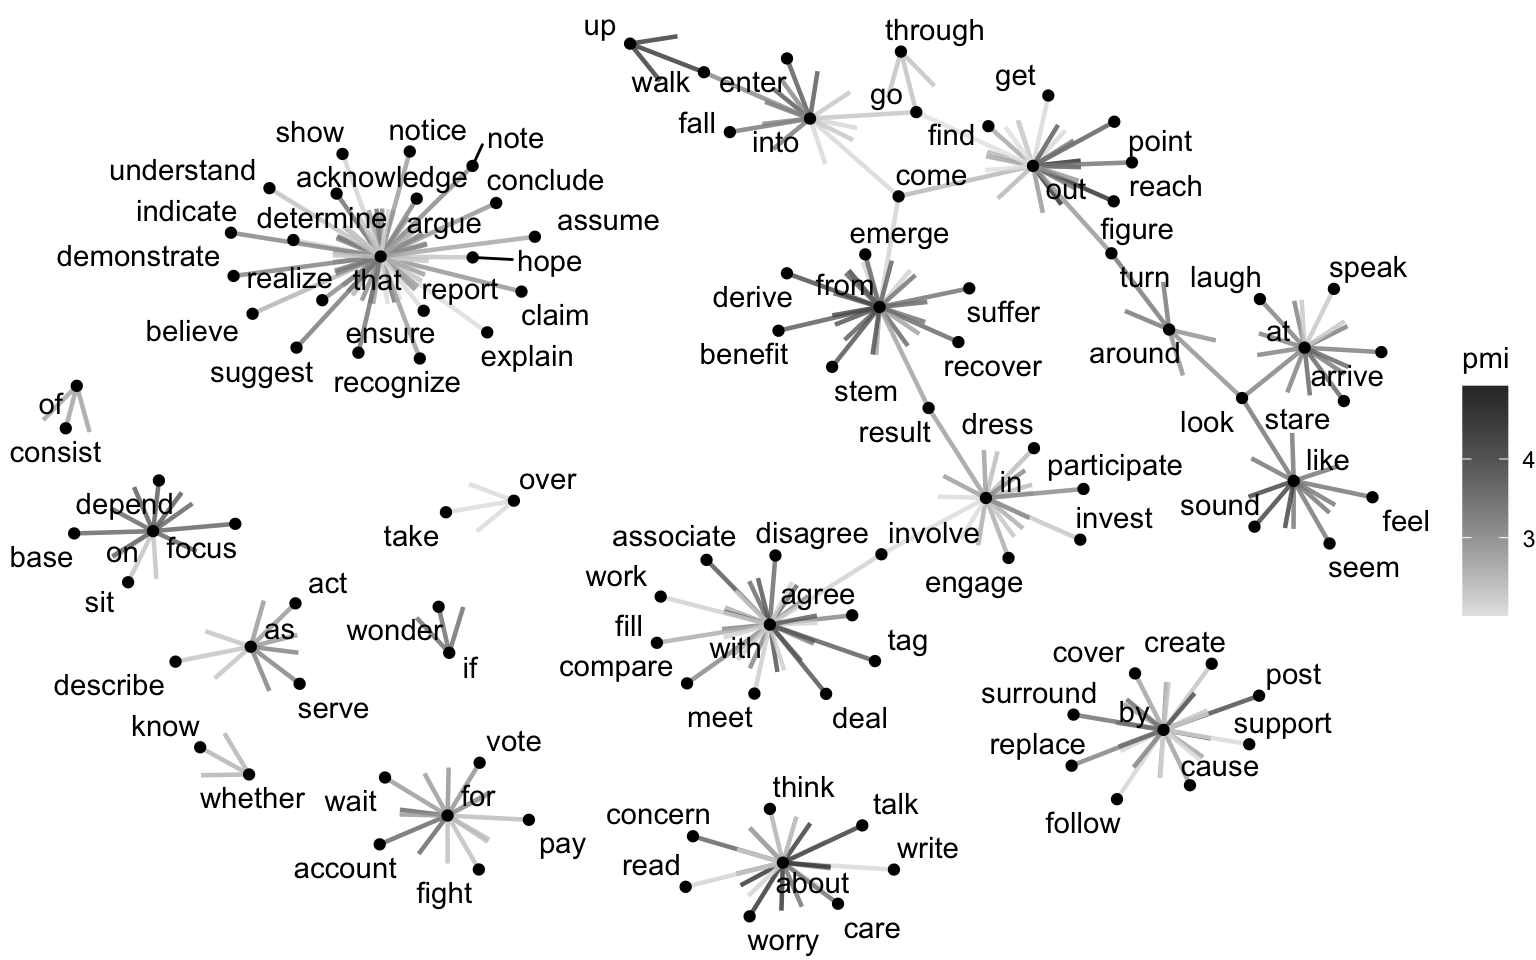 up
through
get
walk
enter
go
fall
into
find
point
show
notice
note
understand
acknowledge
conclude
come
out
reach
indicate
determine
argue
assume
figure
demonstrate
realize
that
report
hope
emerge
derive
from
suffer
turn
laugh
speak
at
believe
ensure
claim
explain
suggest
recognize
benefit
stem
recover
around
arrive
pmi
of
consist
result
dress
look
stare
like
4
depend
over
in
participate
sound
feel
3
base
on
focus
take
associate
disagree
involve
invest
seem
sit
act
work
agree
engage
as
wonder
if
fill
with
tag
describe
serve
compare
meet
deal
cover
create
surround
by
post
know
replace
support
whether
vote
cause
wait
for
think
follow
account
pay
concern
talk
fight
read
about
write
worry
care